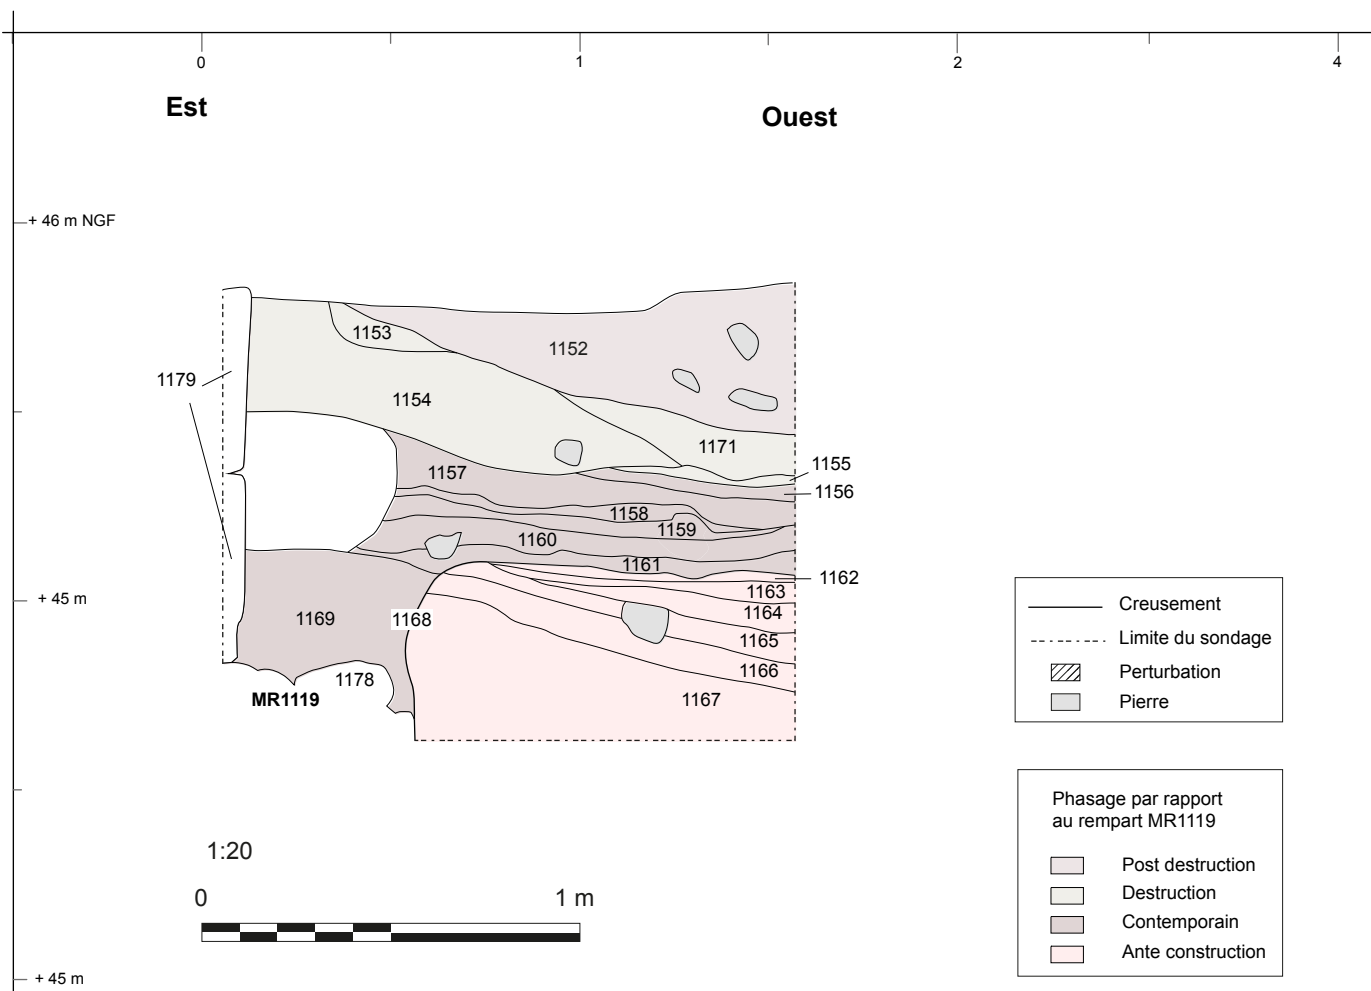 0 1 2 4
Est
Ouest
+ 46 m NGF
1153
1152
1179
1154
1171
1155
1157
1156
1158
1159
1160
1161
1162
+ 45 m
1163
1164
1169
1168
1165
1166
1178
MR1119
1167
Creusement
Limite du sondage
Perturbation
Pierre
Phasage par rapport
au rempart MR1119
Post destruction
Destruction
Contemporain
Ante construction
1:20
0 1 m
+ 45 m